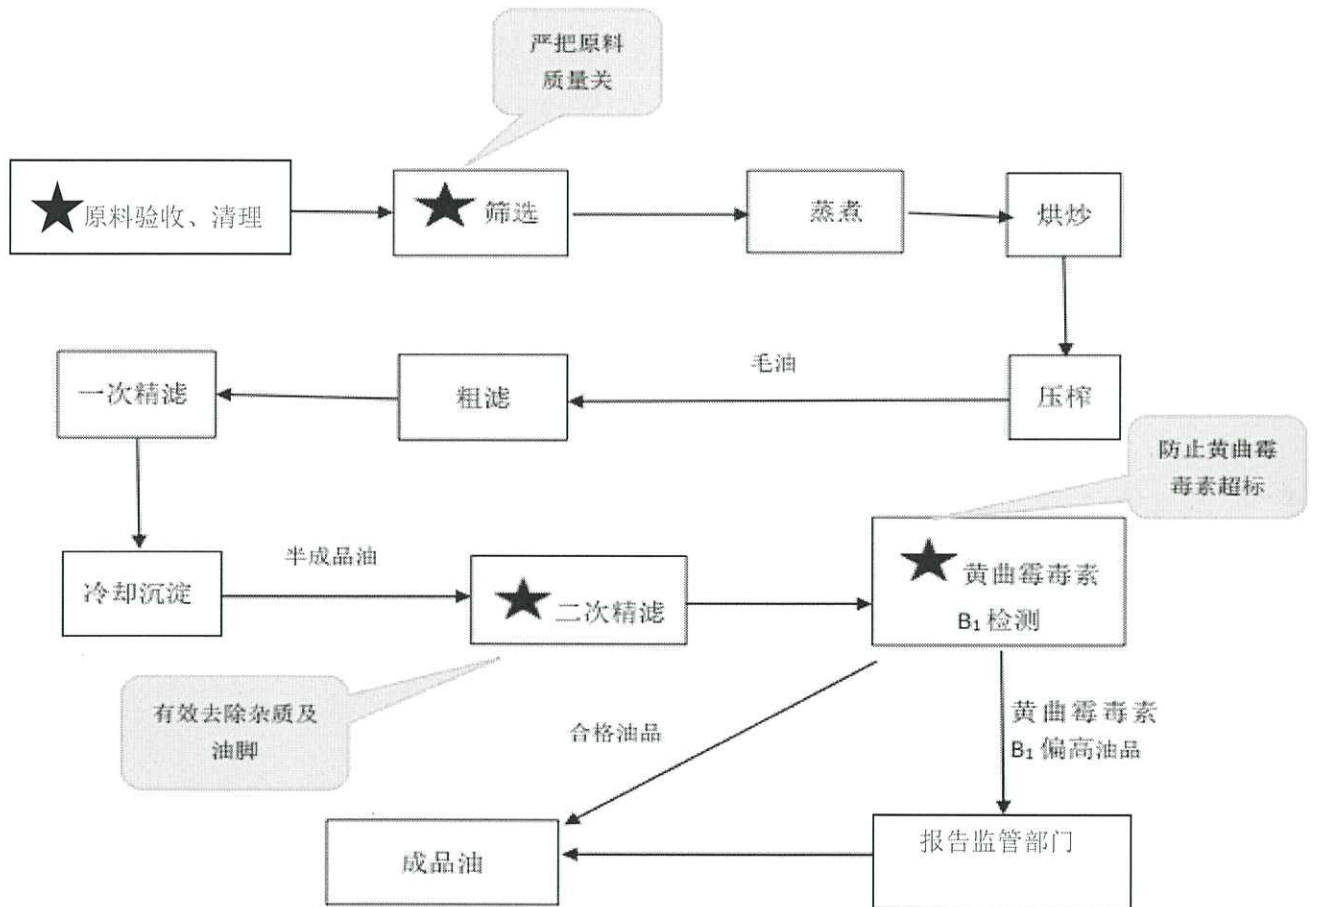 严把原料
质量关
原料验收、清理
筛选
蒸煮
烘炒
一次精滤
粗滤
毛油
压榨
防止黄曲霉
毒素超标
冷却沉淀
半成品油
二次精滤
黄曲霉毒素
B₁检测
有效去除杂质及
油脚
合格油品
黄曲霉毒素
B₁偏高油品
成品油
报告监管部门